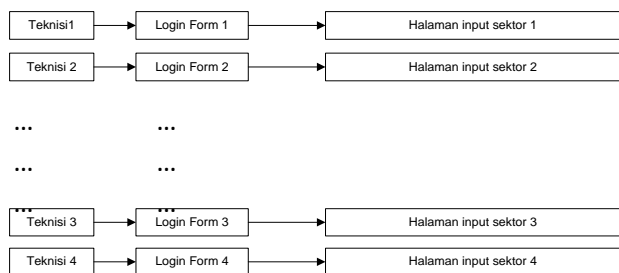 Teknisi1 Login Form 1 Halaman input sektor 1
Teknisi 2 Login Form 2 Halaman input sektor 2
... ...
... ...
... ...
Teknisi 3 Login Form 3 Halaman input sektor 3
Teknisi 4 Login Form 4 Halaman input sektor 4